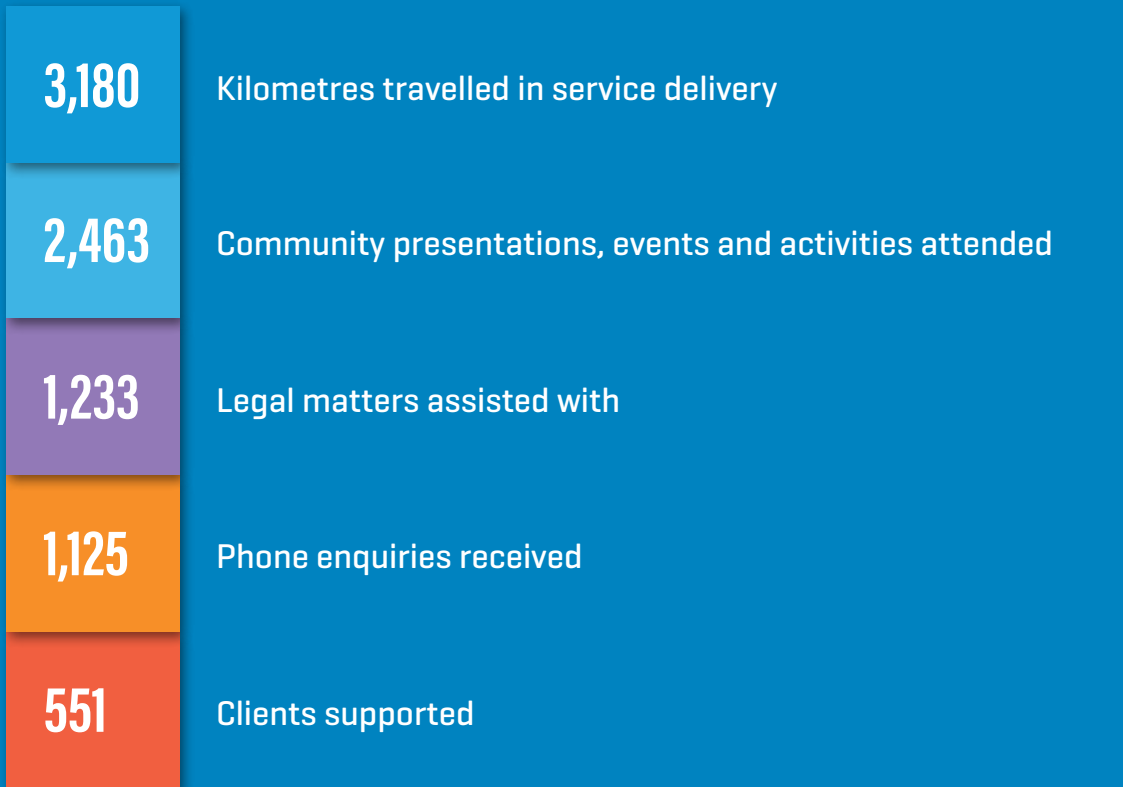 3,180 Kilometres travelled in service delivery
2,463 Community presentations, events and activities attended
1,233 Legal matters assisted with
1,125 Phone enquiries received
551 Clients supported